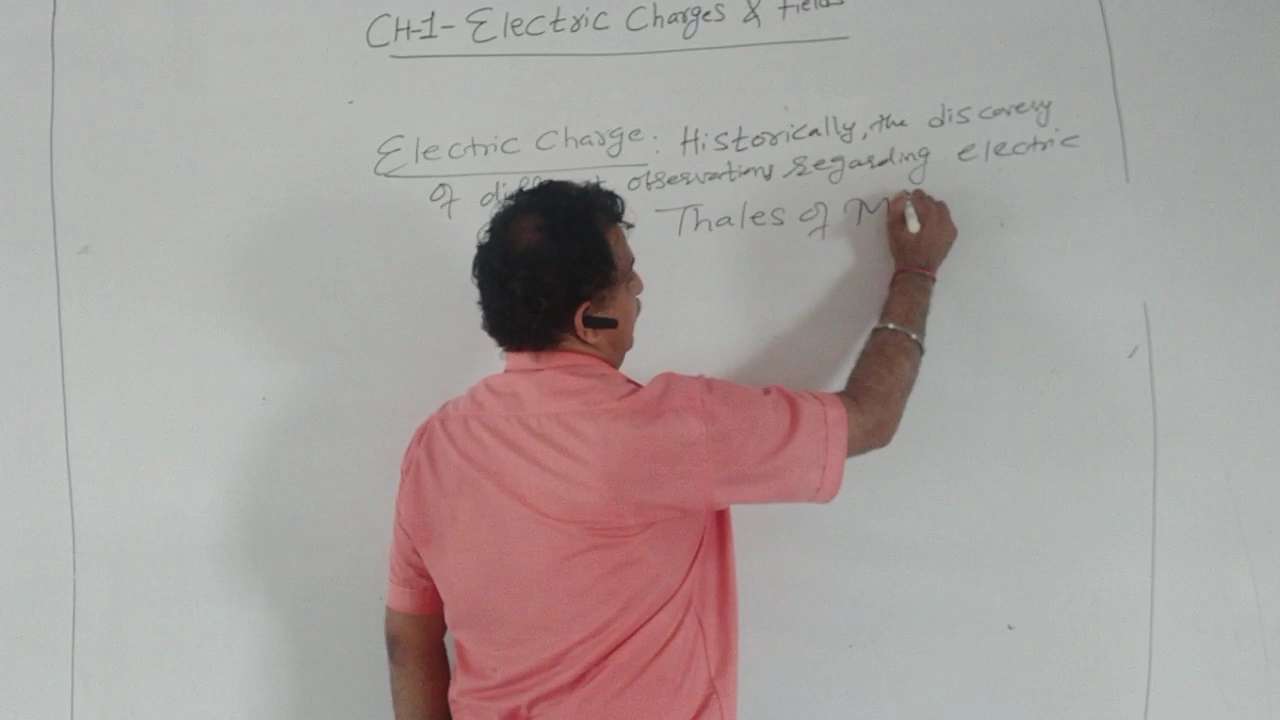 CH-1- Electric Charges & Fields
Electric Charge: Historically, the discovery
of observations regarding electric
Thales of M